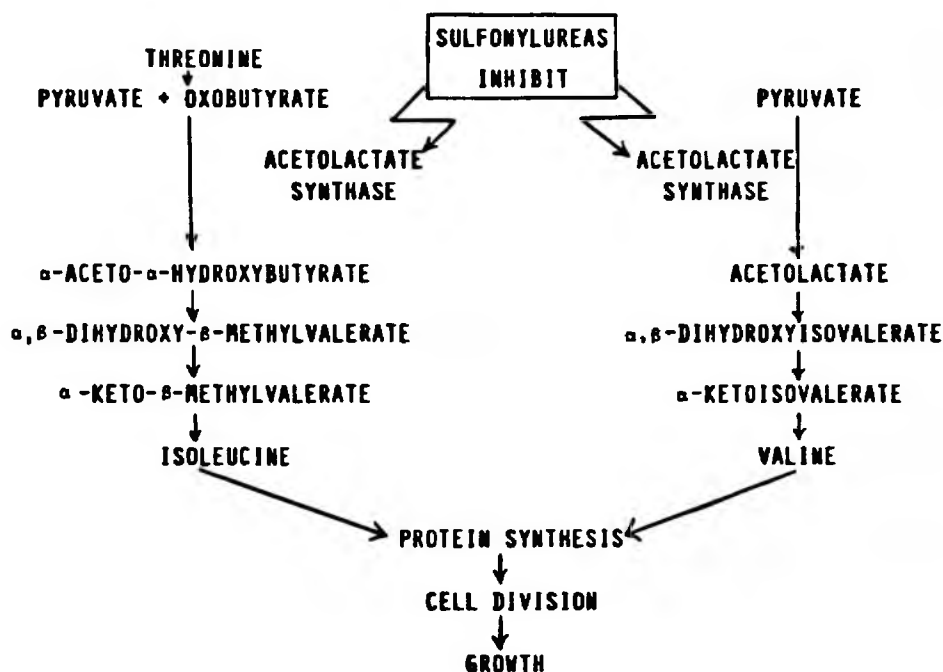 SULFONYLUREAS
INHIBIT
THREONINE
PYRUVATE + OXOBUTYRATE
PYRUVATE
ACETOLACTATE
SYNTHASE
ACETOLACTATE
SYNTHASE
α-ACETO-α-HYDROXYBUTYRATE
ACETOLACTATE
α,β-DIHYDROXY-β-METHYLVALERATE
α,β-DIHYDROXYISOVALERATE
α-KETO-β-METHYLVALERATE
α-KETOISOVALERATE
ISOLEUCINE
VALINE
PROTEIN SYNTHESIS
CELL DIVISION
GROWTH